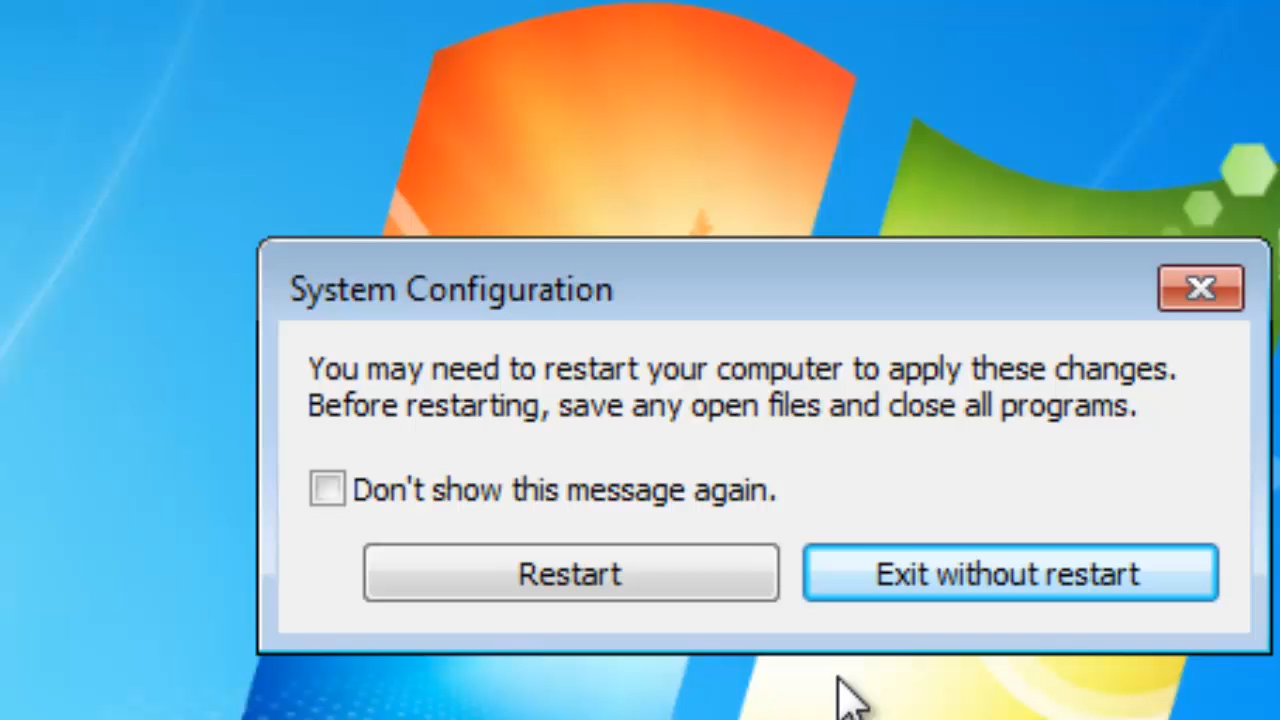 System Configuration
You may need to restart your computer to apply these changes.
Before restarting, save any open files and close all programs.
Don't show this message again.
Restart
Exit without restart